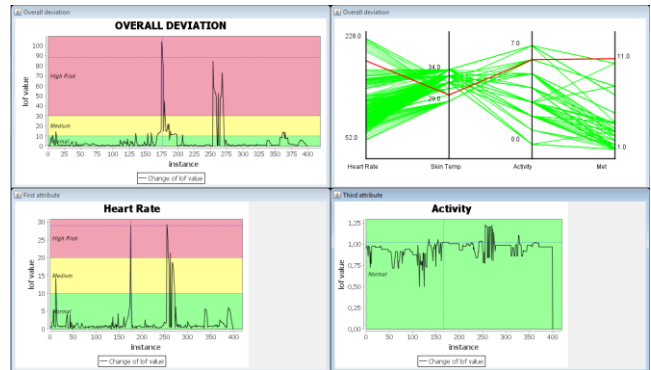 Overall deviation
OVERALL DEVIATION
100
90
80
70
60
50
40
30
20
10
0
High Risk
Medium
Normal
lof value
0 25 50 75 100 125 150 175 200 225 250 275 300 325 350 375 400
instance
Change of lof value
Overall deviation
228.0
52.0
34.0
29.0
7.0
0.0
11.0
1.0
Heart Rate Skin Temp Activity Met
First attribute
Heart Rate
30
25
20
15
10
5
0
High Risk
Medium
Normal
lof value
0 50 100 150 200 250 300 350 400
instance
Change of lof value
Third attribute
Activity
1,25
1,00
0,75
0,50
0,25
0,00
Normal
lof value
0 50 100 150 200 250 300 350 400
instance
Change of lof value